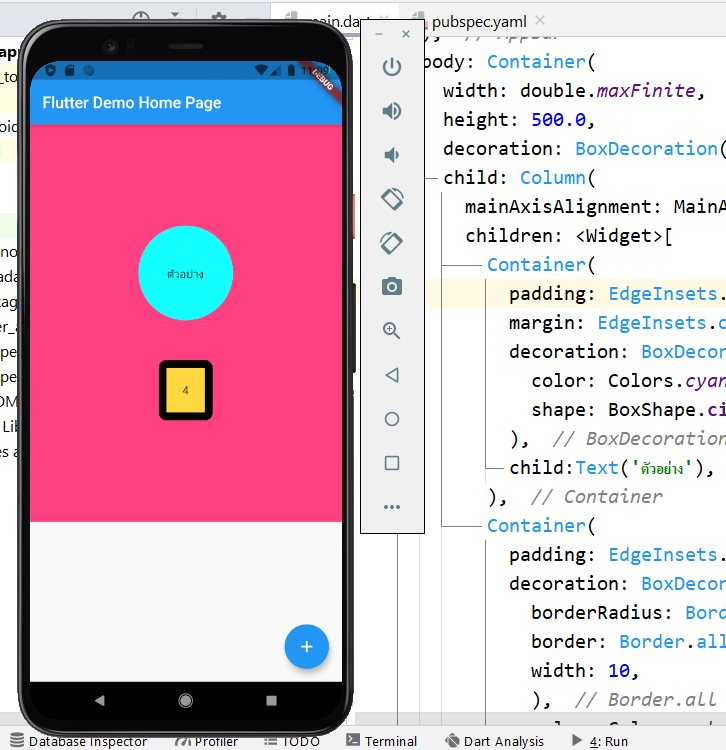 main.dart
pubspec.yaml
DEBUG
Flutter Demo Home Page
ตัวอย่าง
4
// AppBar
body: Container(
width: double.maxFinite,
height: 500.0,
decoration: BoxDecoration(
child: Column(
mainAxisAlignment: MainA
children: <Widget>[
Container(
padding: EdgeInsets.
margin: EdgeInsets.c
decoration: BoxDecor
color: Colors.cyan
shape: BoxShape.ci
), // BoxDecoration
child:Text('ตัวอย่าง'),
), // Container
Container(
padding: EdgeInsets.
decoration: BoxDecor
borderRadius: Bord
border: Border.all
width: 10,
), // Border.all
Database Inspector
Profiler
TODO
Terminal
Dart Analysis
4: Run